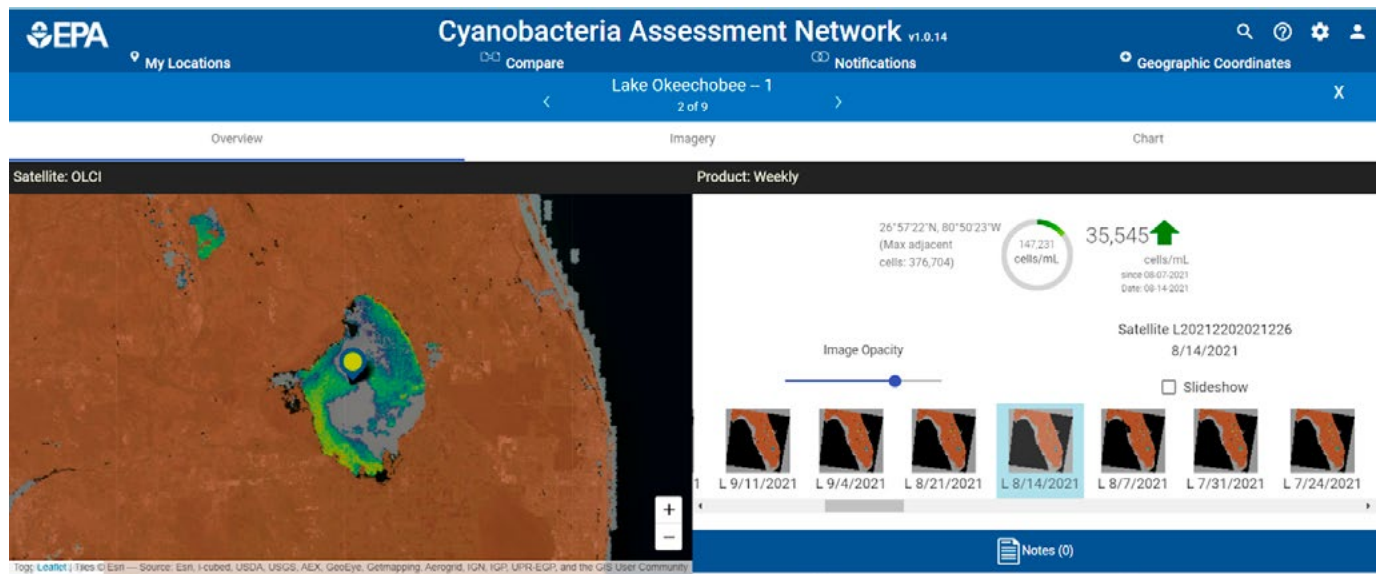 EPA
Cyanobacteria Assessment Network v1.0.14
My Locations
Compare
Notifications
Geographic Coordinates
Lake Okeechobee -- 1
2 of 9
X
Overview
Imagery
Chart
Satellite: OLCI
Product: Weekly
26°57'22"N, 80°50'23"W
(Max adjacent
cells: 376,704)
147,231
cells/mL
35,545
cells/mL
since 08-07-2021
Date: 08-14-2021
Satellite L20212202021226
8/14/2021
Image Opacity
Slideshow
1 L 9/11/2021 L 9/4/2021 L 8/21/2021 L 8/14/2021 L 8/7/2021 L 7/31/2021 L 7/24/2021
+
−
Notes (0)
Leaflet | Tiles © Esri — Source: Esri, i-cubed, USDA, USGS, AEX, GeoEye, Getmapping, Aerogrid, IGN, IGP, UPR-EGP, and the GIS User Community